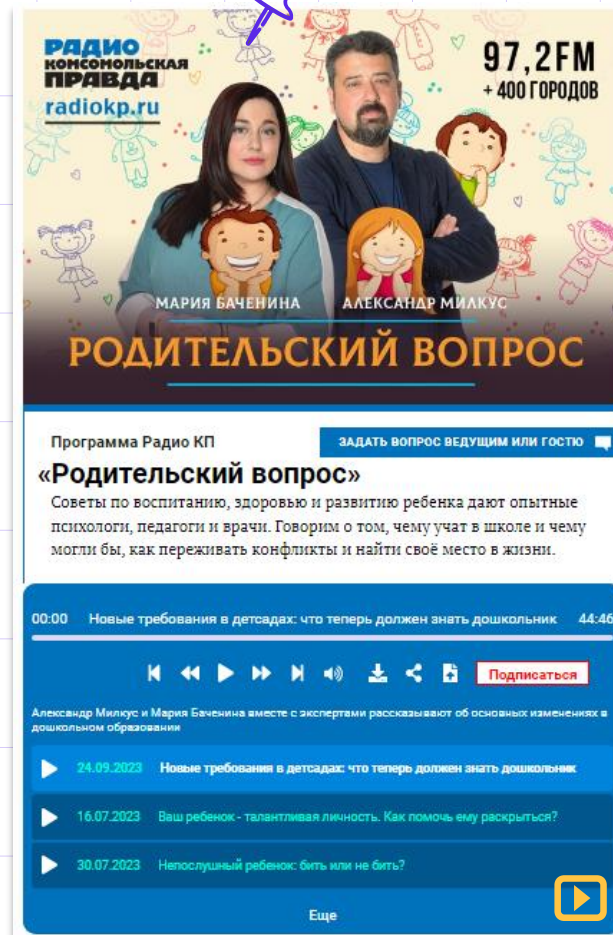 РАДИО
КОМСОМОЛЬСКАЯ
ПРАВДА
radiokp.ru
97,2FM
+ 400 ГОРОДОВ
МАРИЯ БАЧЕНИНА АЛЕКСАНДР МИЛКУС
РОДИТЕЛЬСКИЙ ВОПРОС
Программа Радио КП
ЗАДАТЬ ВОПРОС ВЕДУЩИМ ИЛИ ГОСТЮ
«Родительский вопрос»
Советы по воспитанию, здоровью и развитию ребенка дают опытные
психологи, педагоги и врачи. Говорим о том, чему учат в школе и чему
могли бы, как переживать конфликты и найти своё место в жизни.
00:00 Новые требования в детсадах: что теперь должен знать дошкольник 44:46
Подписаться
Александр Милкус и Мария Баченина вместе с экспертами рассказывают об основных изменениях в
дошкольном образовании
24.09.2023 Новые требования в детсадах: что теперь должен знать дошкольник
16.07.2023 Ваш ребенок - талантливая личность. Как помочь ему раскрыться?
30.07.2023 Непослушный ребенок: бить или не бить?
Еще